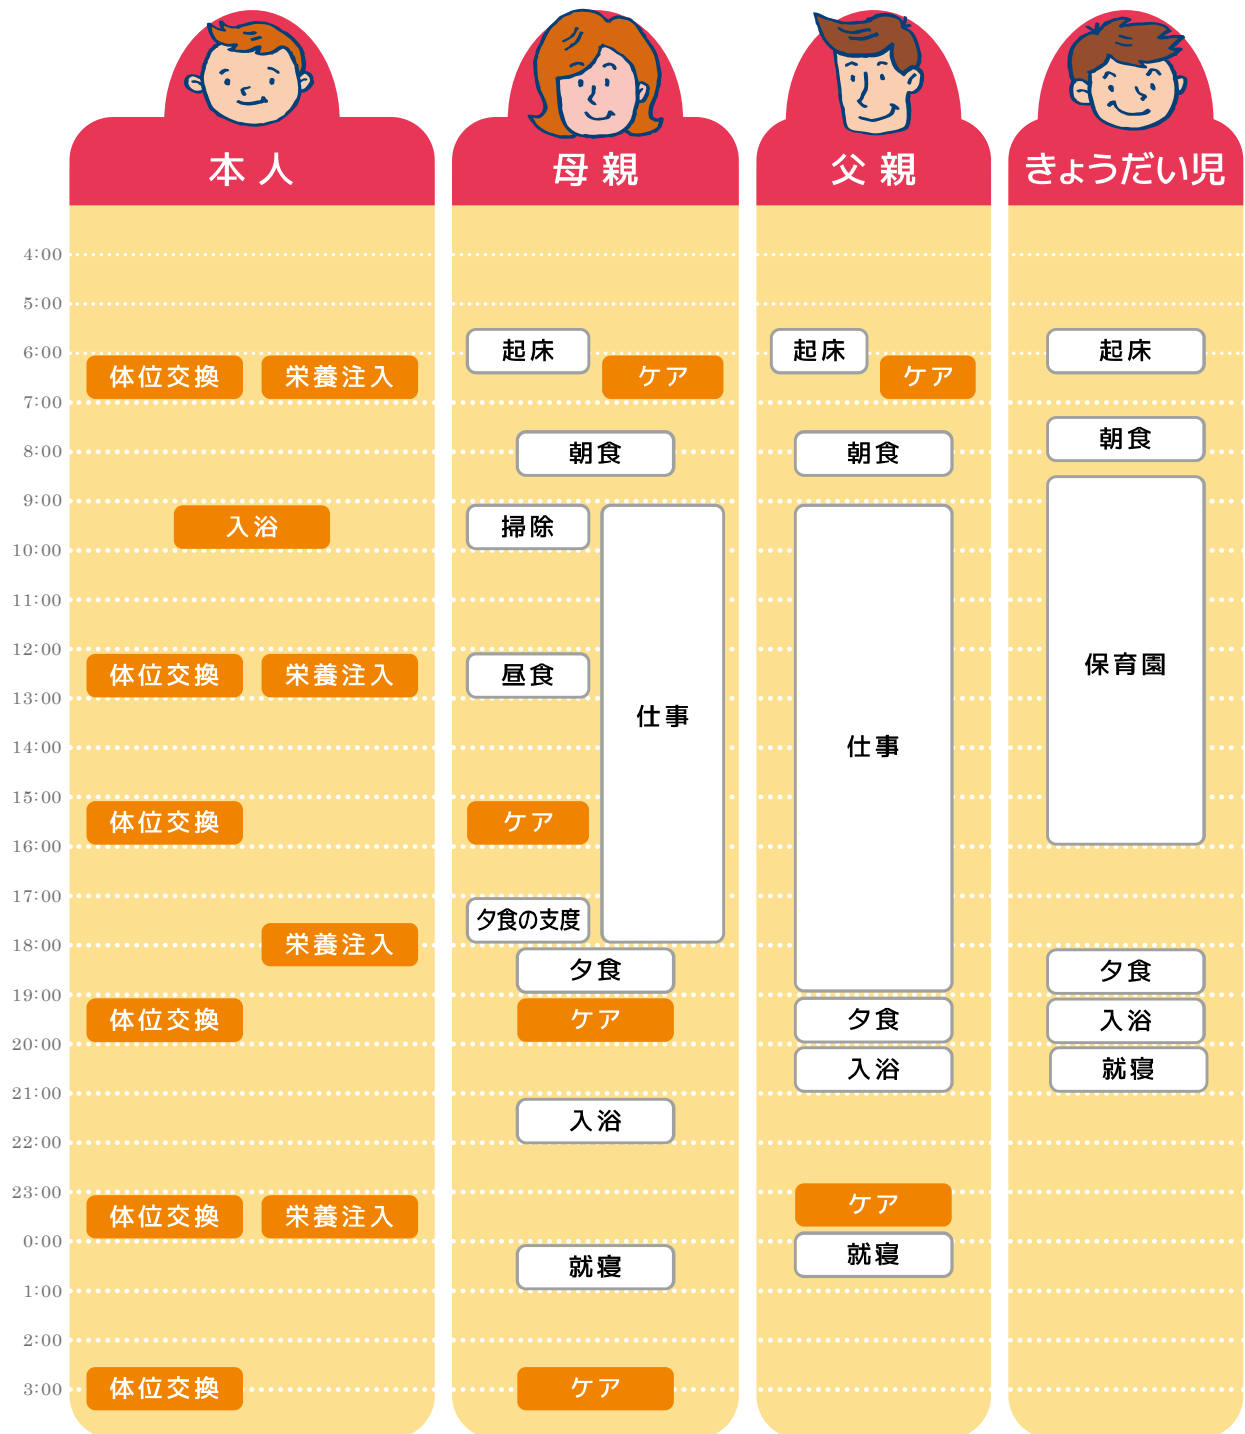 本人
母親
父親
きょうだい児
4:00
5:00
6:00
起床
起床
起床
体位交換
栄養注入
ケア
ケア
7:00
朝食
8:00
朝食
朝食
9:00
入浴
掃除
10:00
11:00
12:00
体位交換
栄養注入
昼食
保育園
13:00
仕事
14:00
仕事
15:00
体位交換
ケア
16:00
17:00
夕食の支度
18:00
栄養注入
夕食
夕食
19:00
体位交換
ケア
夕食
入浴
20:00
入浴
就寝
21:00
入浴
22:00
23:00
体位交換
栄養注入
ケア
0:00
就寝
就寝
1:00
2:00
3:00
体位交換
ケア